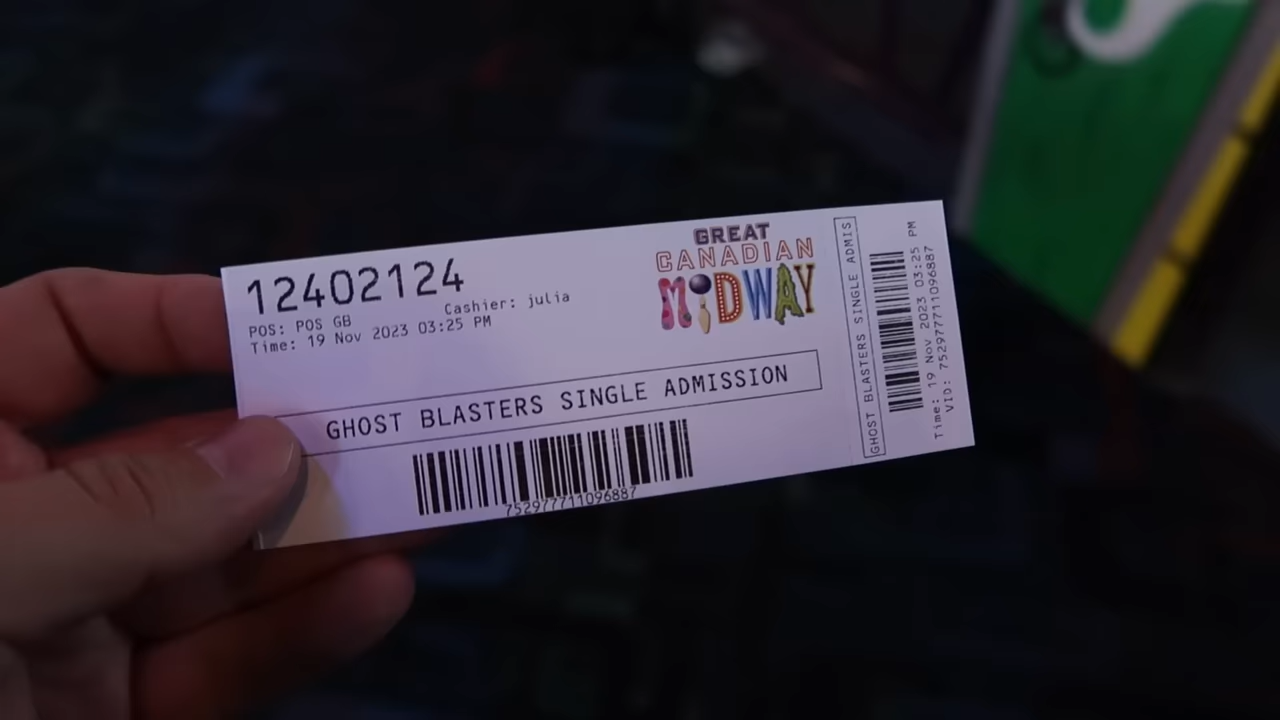 12402124
POS: POS GB
Cashier: julia
Time: 19 Nov 2023 03:25 PM
GREAT
CANADIAN
MIDWAY
GHOST BLASTERS SINGLE ADMISSION
752977711096887
GHOST BLASTERS SINGLE ADMIS
Time: 19 Nov 2023 03:25 PM
VID: 752977711096887